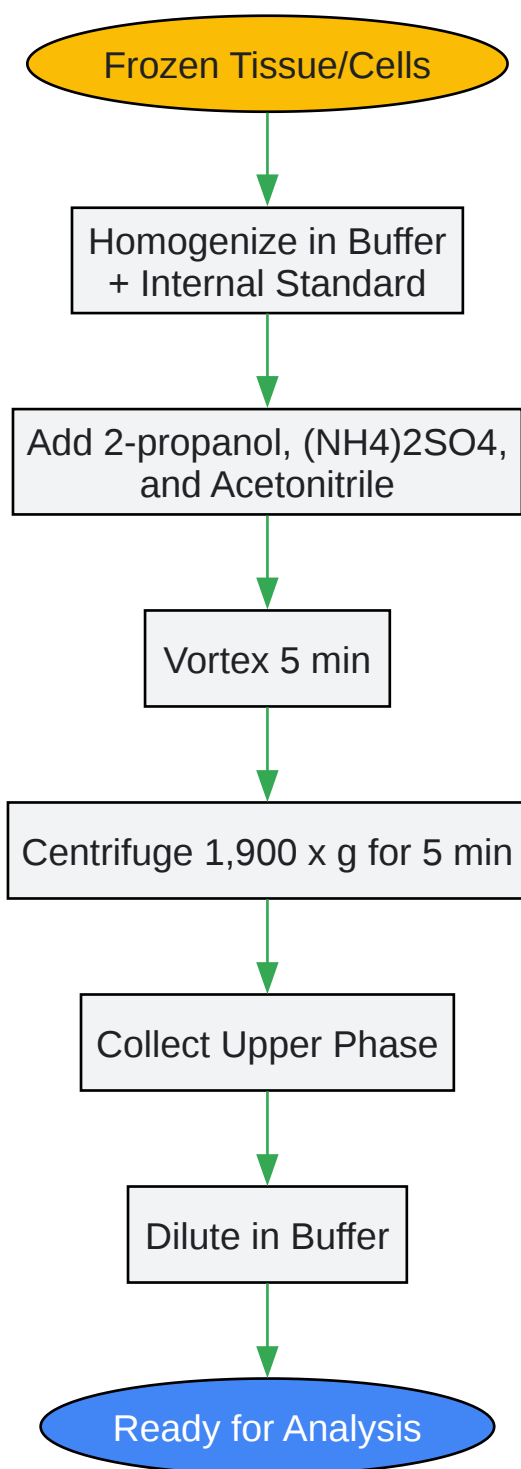 Frozen Tissue/Cells
Homogenize in Buffer
+ Internal Standard
Add 2-propanol, (NH4)2SO4,
and Acetonitrile
Vortex 5 min
Centrifuge 1,900 x g for 5 min
Collect Upper Phase
Dilute in Buffer
Ready for Analysis